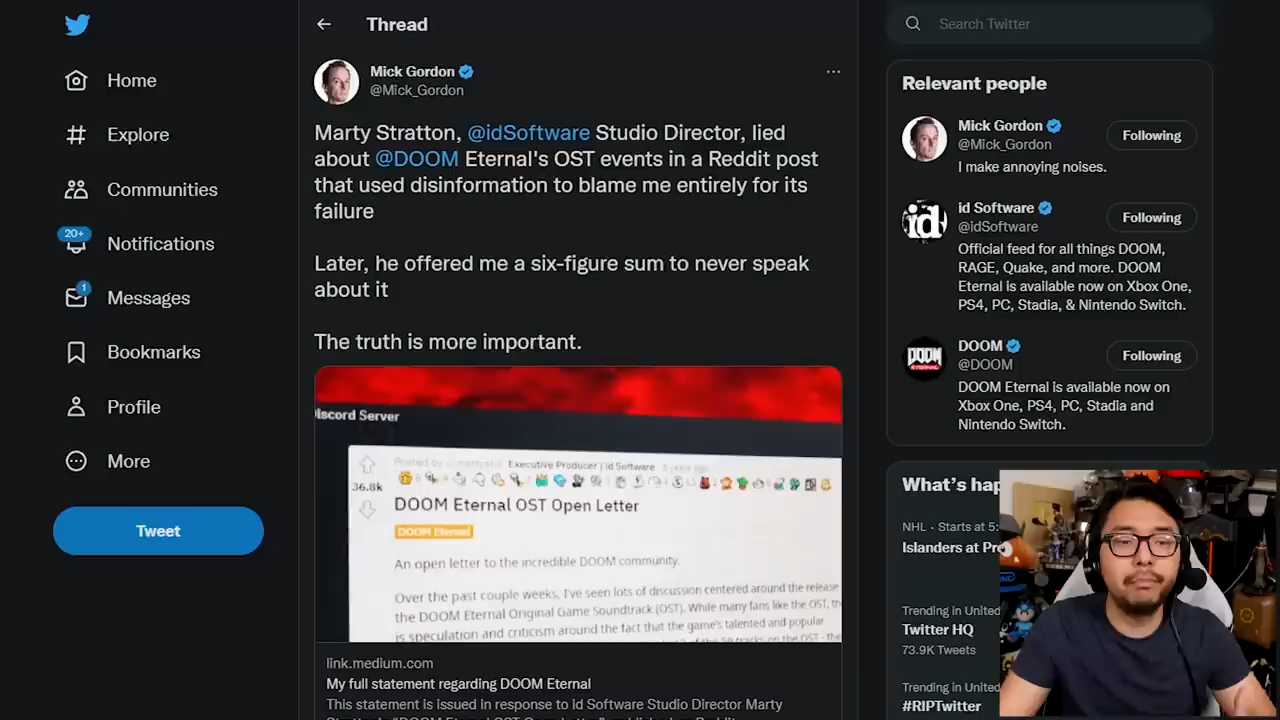 Thread
Search Twitter
Home
Explore
Communities
20+
Notifications
1
Messages
Bookmarks
Profile
More
Tweet
Mick Gordon
@Mick_Gordon
Marty Stratton, @idSoftware Studio Director, lied
about @DOOM Eternal's OST events in a Reddit post
that used disinformation to blame me entirely for its
failure
Later, he offered me a six-figure sum to never speak
about it
The truth is more important.
Discord Server
Executive Producer | id Software
36.8k
DOOM Eternal OST Open Letter
DOOM Eternal
An open letter to the incredible DOOM community.
Over the past couple weeks, I've seen lots of discussion centered around the release
the DOOM Eternal Original Game Soundtrack (OST). While many fans like the OST,
is speculation and criticism around the fact that the game's talented and popular
link.medium.com
My full statement regarding DOOM Eternal
This statement is issued in response to id Software Studio Director Marty
Relevant people
Mick Gordon
Following
@Mick_Gordon
I make annoying noises.
id Software
Following
@idSoftware
Official feed for all things DOOM,
RAGE, Quake, and more. DOOM
Eternal is available now on Xbox One,
PS4, PC, Stadia, & Nintendo Switch.
DOOM
Following
@DOOM
DOOM Eternal is available now on
Xbox One, PS4, PC, Stadia and
Nintendo Switch.
What's hap
NHL · Starts at 5:
Islanders at Pre
Trending in United
Twitter HQ
73.9K Tweets
Trending in United
#RIPTwitter